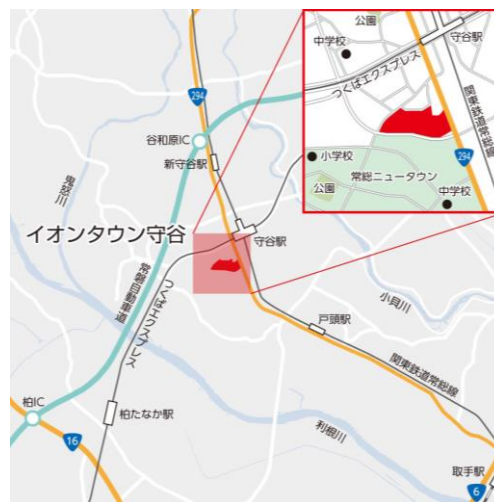 公園
中学校
守谷駅
つくばエクスプレス
関東鉄道常総線
294
小学校
常総ニュータウン
公園
中学校
294
谷和原IC
新守谷駅
鬼怒川
イオンタウン守谷
守谷駅
常磐自動車道
つくばエクスプレス
小貝川
戸頭駅
関東鉄道常総線
柏IC
柏たなか駅
利根川
16
取手駅
6